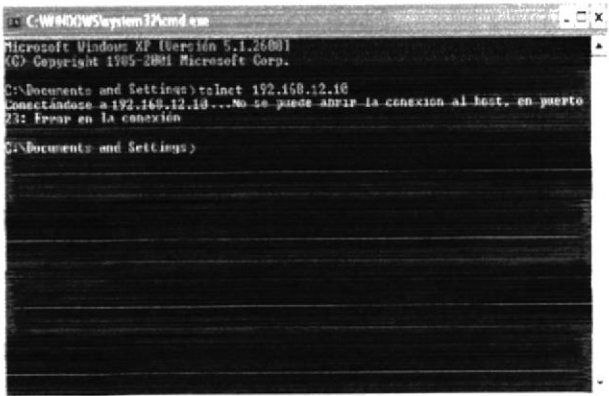 C:\WINDOWS\system32\cmd.exe
Microsoft Windows XP [Versión 5.1.2600]
(C) Copyright 1985-2001 Microsoft Corp.
C:\Documents and Settings>telnet 192.168.12.10
Conectándose a 192.168.12.10...No se puede abrir la conexión al host, en puerto
23: Error en la conexión
C:\Documents and Settings>